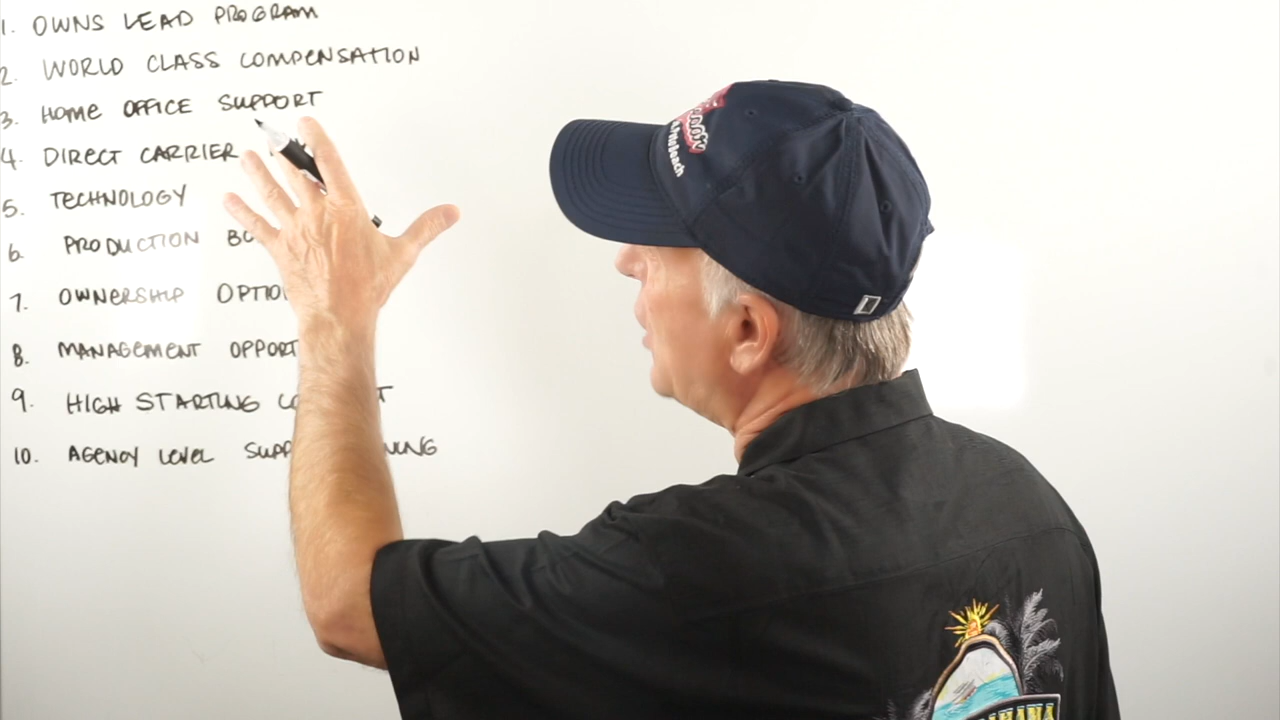 1. OWNS LEAD PROGRAM
2. WORLD CLASS COMPENSATION
3. HOME OFFICE SUPPORT
4. DIRECT CARRIER
5. TECHNOLOGY
6. PRODUCTION
7. OWNERSHIP
8. MANAGEMENT
9. HIGH STARTING
10. AGENCY LEVEL